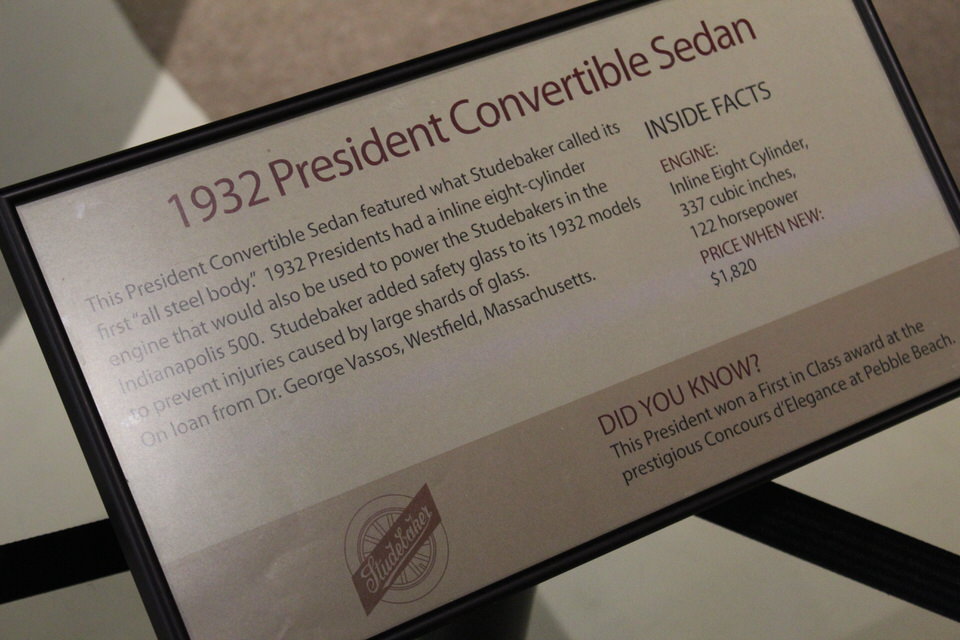 1932 President Convertible Sedan
This President Convertible Sedan featured what Studebaker called its
first "all steel body." 1932 Presidents had a inline eight-cylinder
engine that would also be used to power the Studebakers in the
Indianapolis 500. Studebaker added safety glass to its 1932 models
to prevent injuries caused by large shards of glass.
On loan from Dr. George Vassos, Westfield, Massachusetts.
INSIDE FACTS
ENGINE:
Inline Eight Cylinder,
337 cubic inches,
122 horsepower
PRICE WHEN NEW:
$1,820
DID YOU KNOW?
This President won a First in Class award at the
prestigious Concours d'Elegance at Pebble Beach.
Studebaker